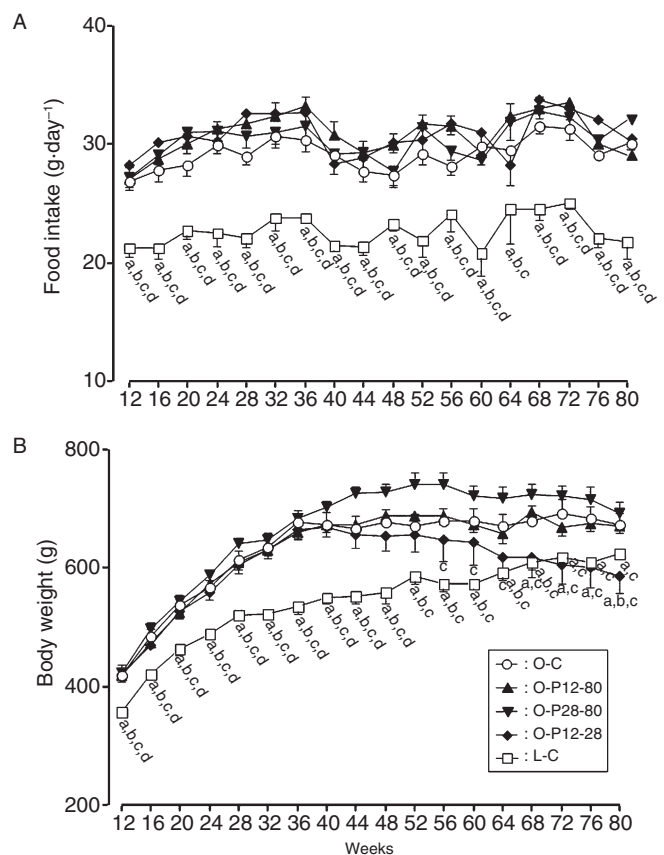 A
40
30
20
10
Food intake (g·day⁻¹)
a,b,c,d
a,b,c,d
a,b,c,d
a,b,c,d
a,b,c,d
a,b,c,d
a,b,c,d
a,b,c,d
a,b,c,d
a,b,c,d
a,b,c,d
a,b,c,d
a,b,c,d
a,b,c
a,b,c,d
a,b,c,d
a,b,c,d
a,b,c,d
12 16 20 24 28 32 36 40 44 48 52 56 60 64 68 72 76 80
B
800
600
400
200
Body weight (g)
a,b,c,d
a,b,c,d
a,b,c,d
a,b,c,d
a,b,c,d
a,b,c,d
a,b,c,d
a,b,c,d
a,b,c,d
a,b,c,d
a,b,c
a,b,c
a,b,c
c
c
c
a,b,c
a,c
a,b,c
a,c
a,c
a,c
a,c
a,c
a,b,c
: O-C
: O-P12-80
: O-P28-80
: O-P12-28
: L-C
12 16 20 24 28 32 36 40 44 48 52 56 60 64 68 72 76 80
Weeks